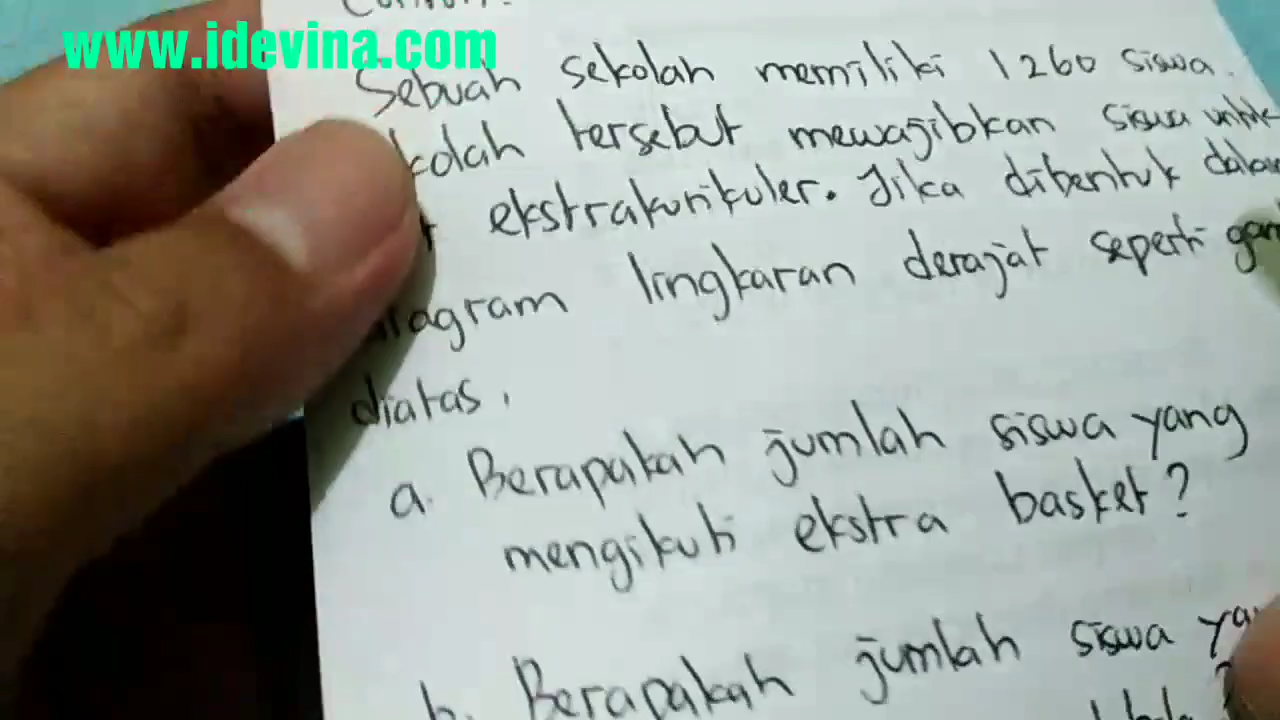 www.idevina.com
Sebuah sekolah memiliki 1260 siswa.
kolah tersebut mewajibkan siswa untuk
ekstrakurikuler. Jika dibentuk dalam
agram lingkaran derajat seperti gam
diatas.
a. Berapakah jumlah siswa yang
mengikuti ekstra basket?
b. Berapakah jumlah siswa ya